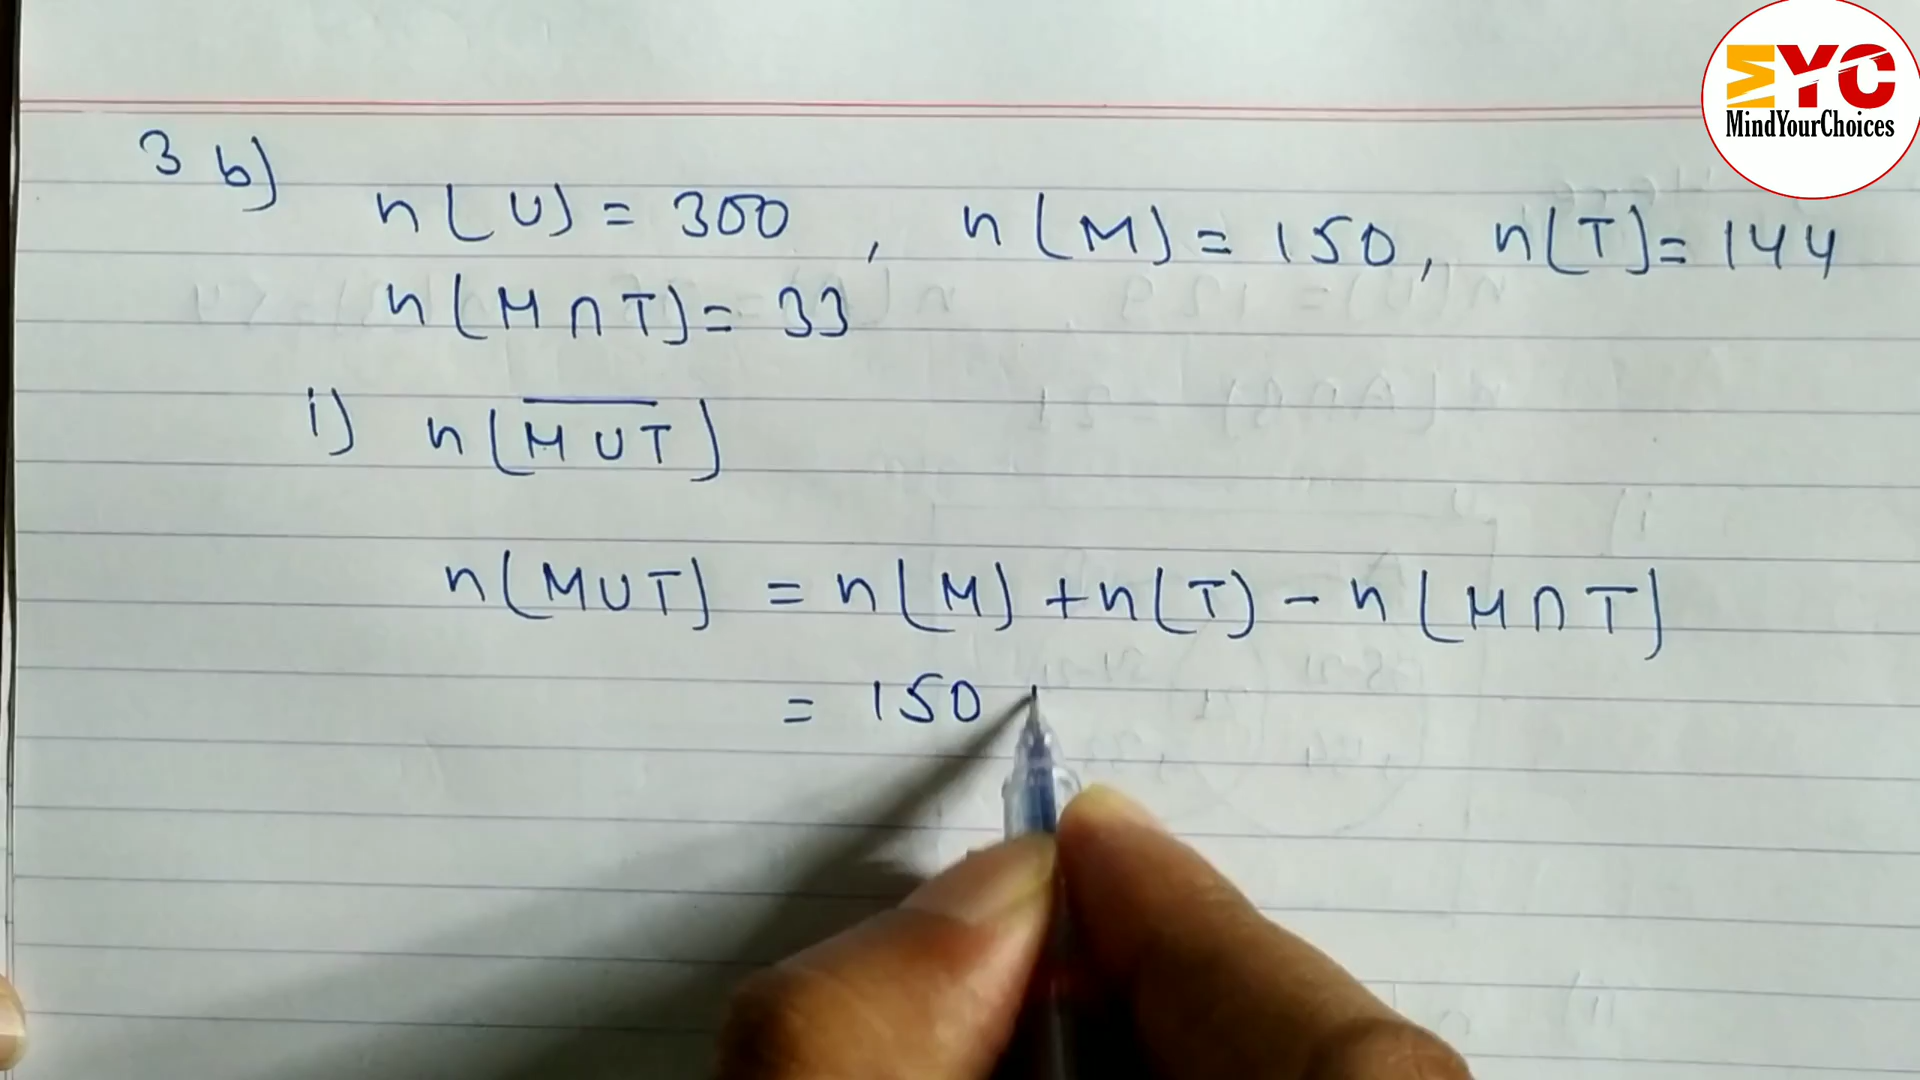 MYC
MindYourChoices
3 b)
n(U) = 300 , n(M) = 150, n(T) = 144
n(M∩T) = 33
i) n(M̅ ̅∪̅ ̅T̅)
n(M∪T) = n(M) + n(T) - n(M∩T)
= 150